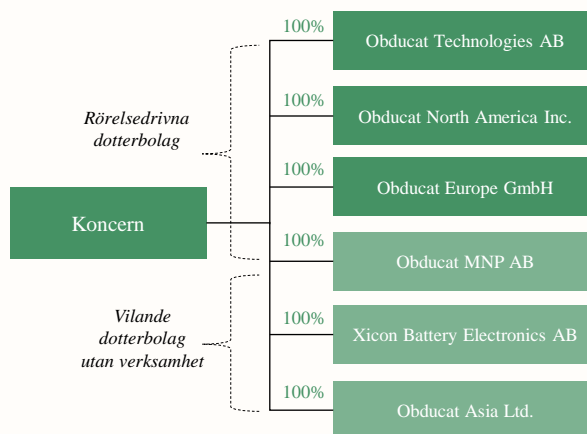 100%
Obducat Technologies AB
100%
Obducat North America Inc.
Rörelsedrivna
dotterbolag
100%
Obducat Europe GmbH
Koncern
100%
Obducat MNP AB
Vilande
dotterbolag
utan verksamhet
100%
Xicon Battery Electronics AB
100%
Obducat Asia Ltd.